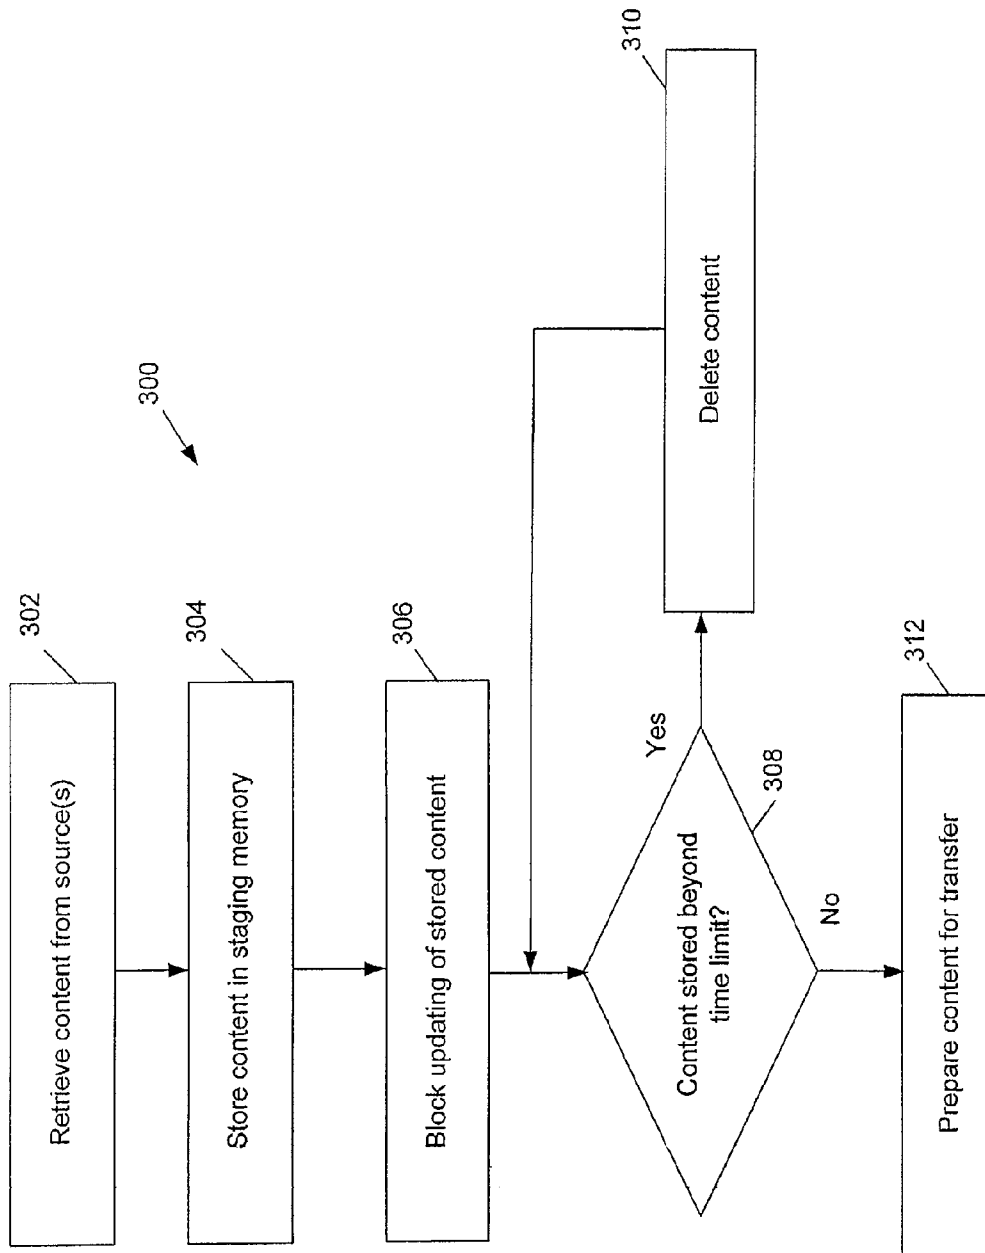 300
302
Retrieve content from source(s)
304
Store content in staging memory
306
Block updating of stored content
308
Content stored beyond
time limit?
Yes
No
310
Delete content
312
Prepare content for transfer